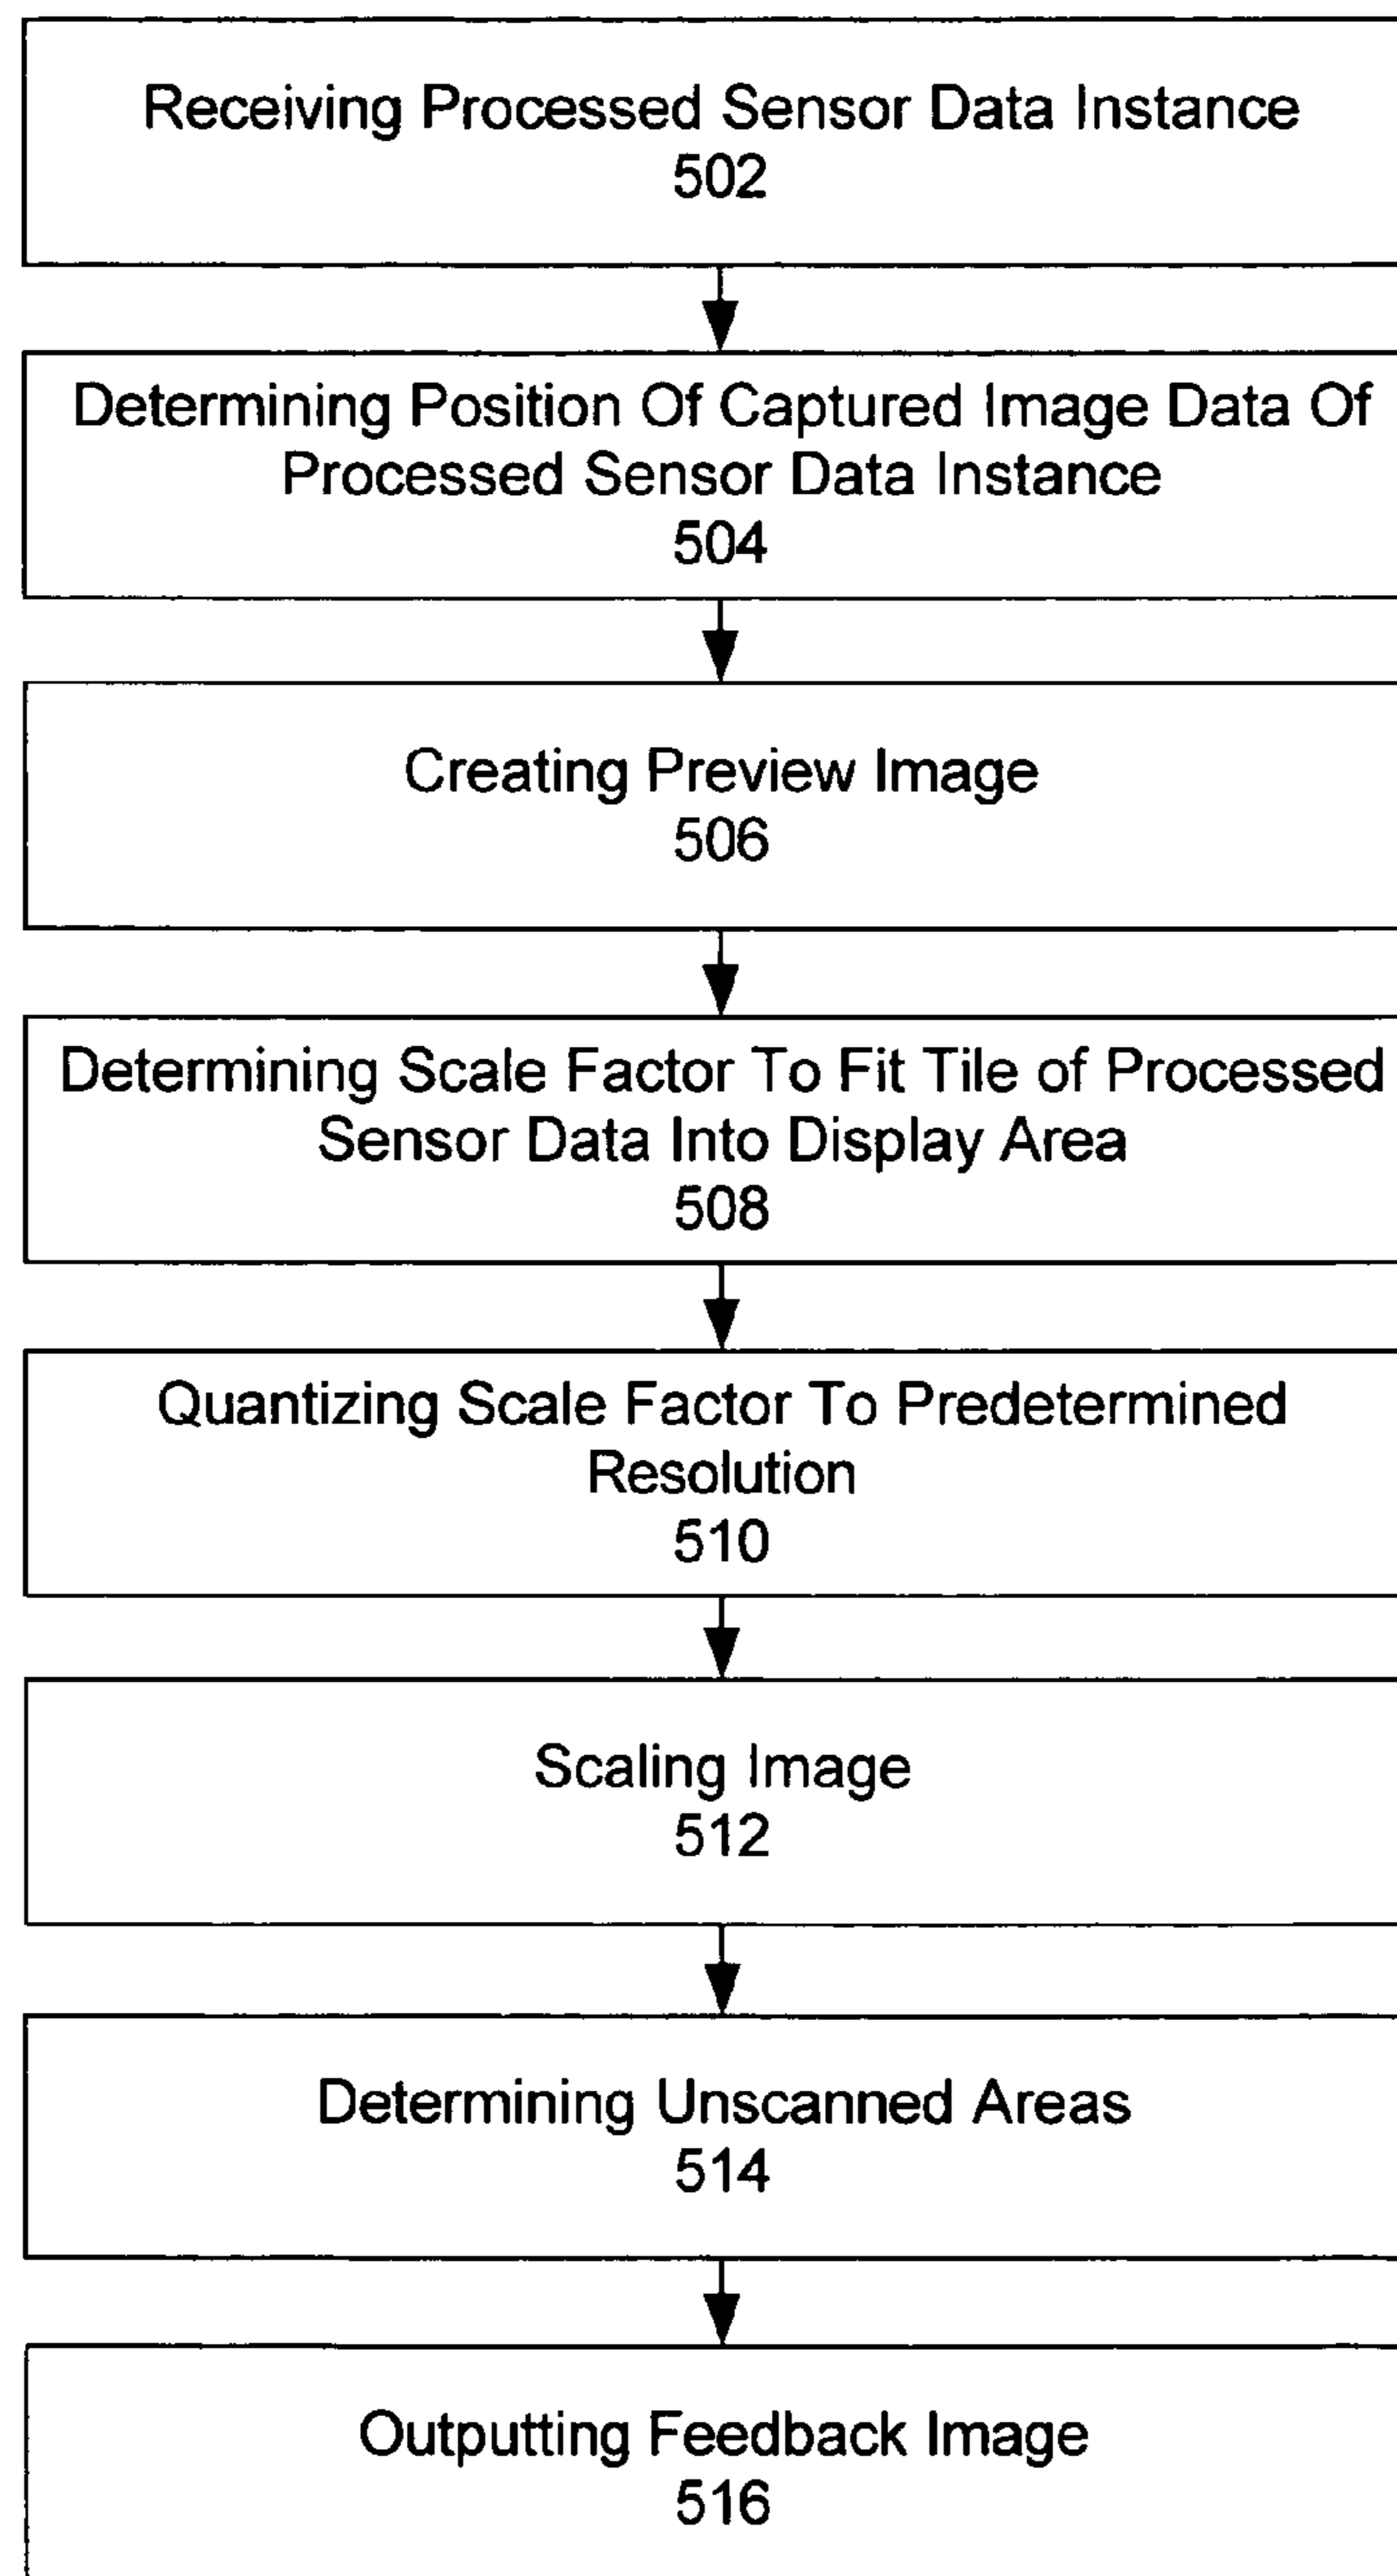 Receiving Processed Sensor Data Instance
502
Determining Position Of Captured Image Data Of
Processed Sensor Data Instance
504
Creating Preview Image
506
Determining Scale Factor To Fit Tile of Processed
Sensor Data Into Display Area
508
Quantizing Scale Factor To Predetermined
Resolution
510
Scaling Image
512
Determining Unscanned Areas
514
Outputting Feedback Image
516